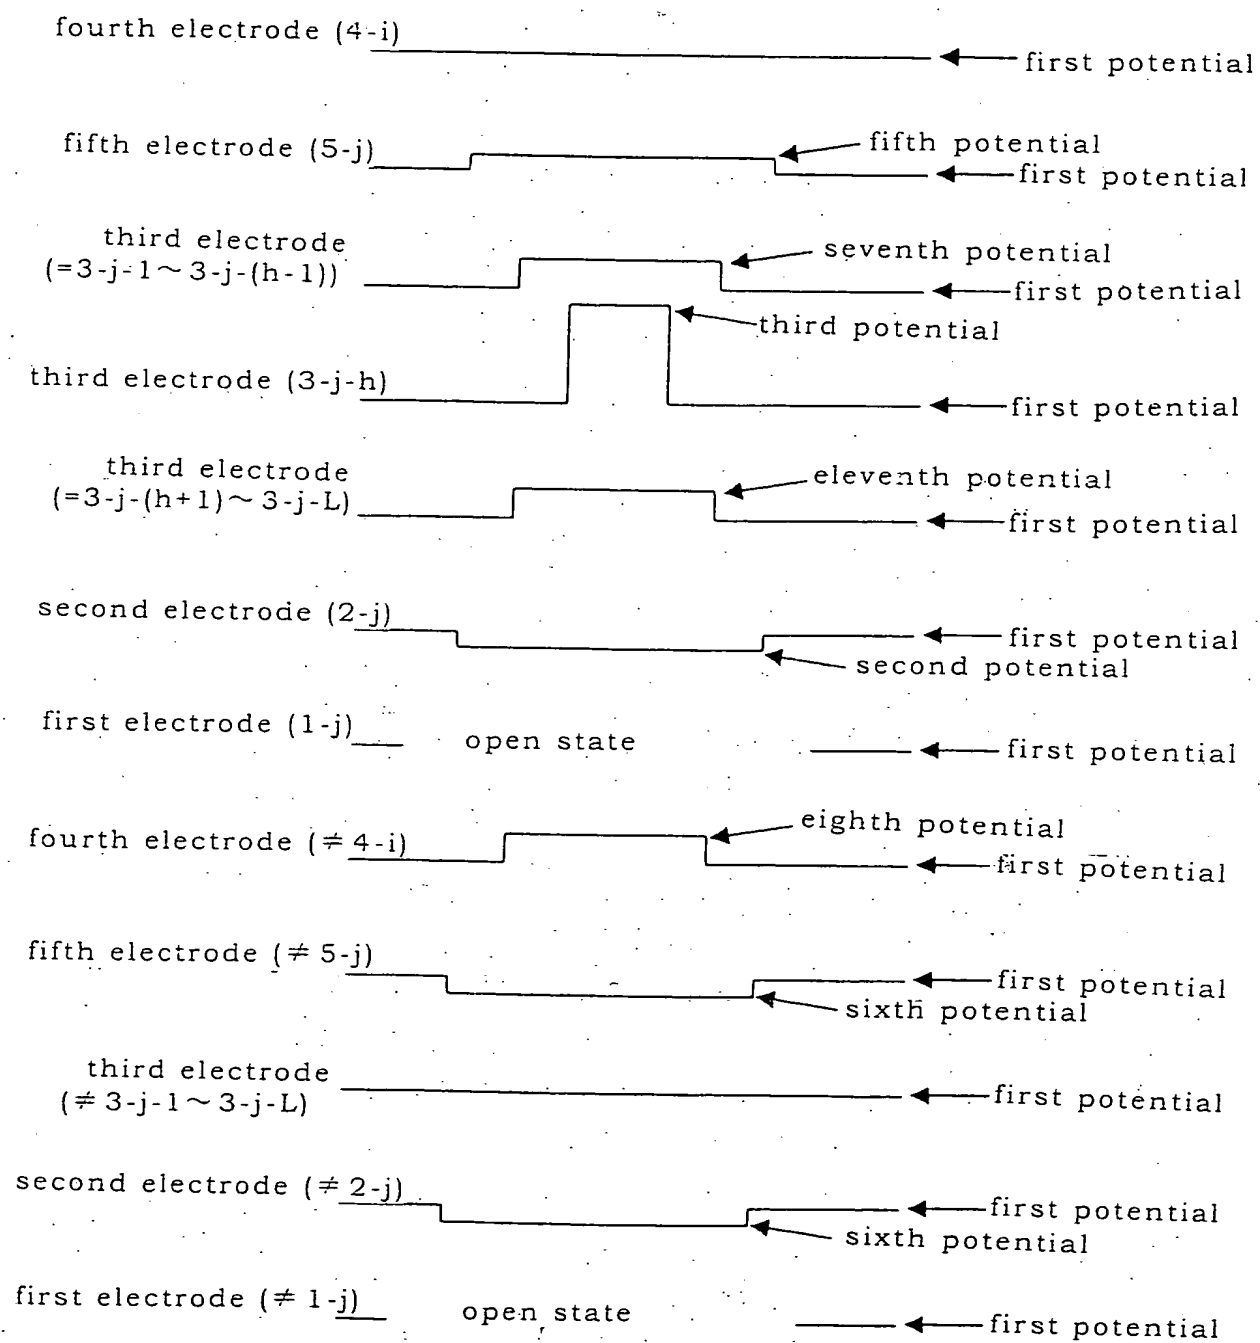 fourth electrode (4-i)
first potential
fifth electrode (5-j)
fifth potential
first potential
third electrode
(=3-j-1～3-j-(h-1))
seventh potential
first potential
third potential
third electrode (3-j-h)
first potential
third electrode
(=3-j-(h+1)～3-j-L)
eleventh potential
first potential
second electrode (2-j)
first potential
second potential
first electrode (1-j)
open state
first potential
fourth electrode (≠ 4-i)
eighth potential
first potential
fifth electrode (≠ 5-j)
first potential
sixth potential
third electrode
(≠ 3-j-1～3-j-L)
first potential
second electrode (≠ 2-j)
first potential
sixth potential
first electrode (≠ 1-j)
open state
first potential